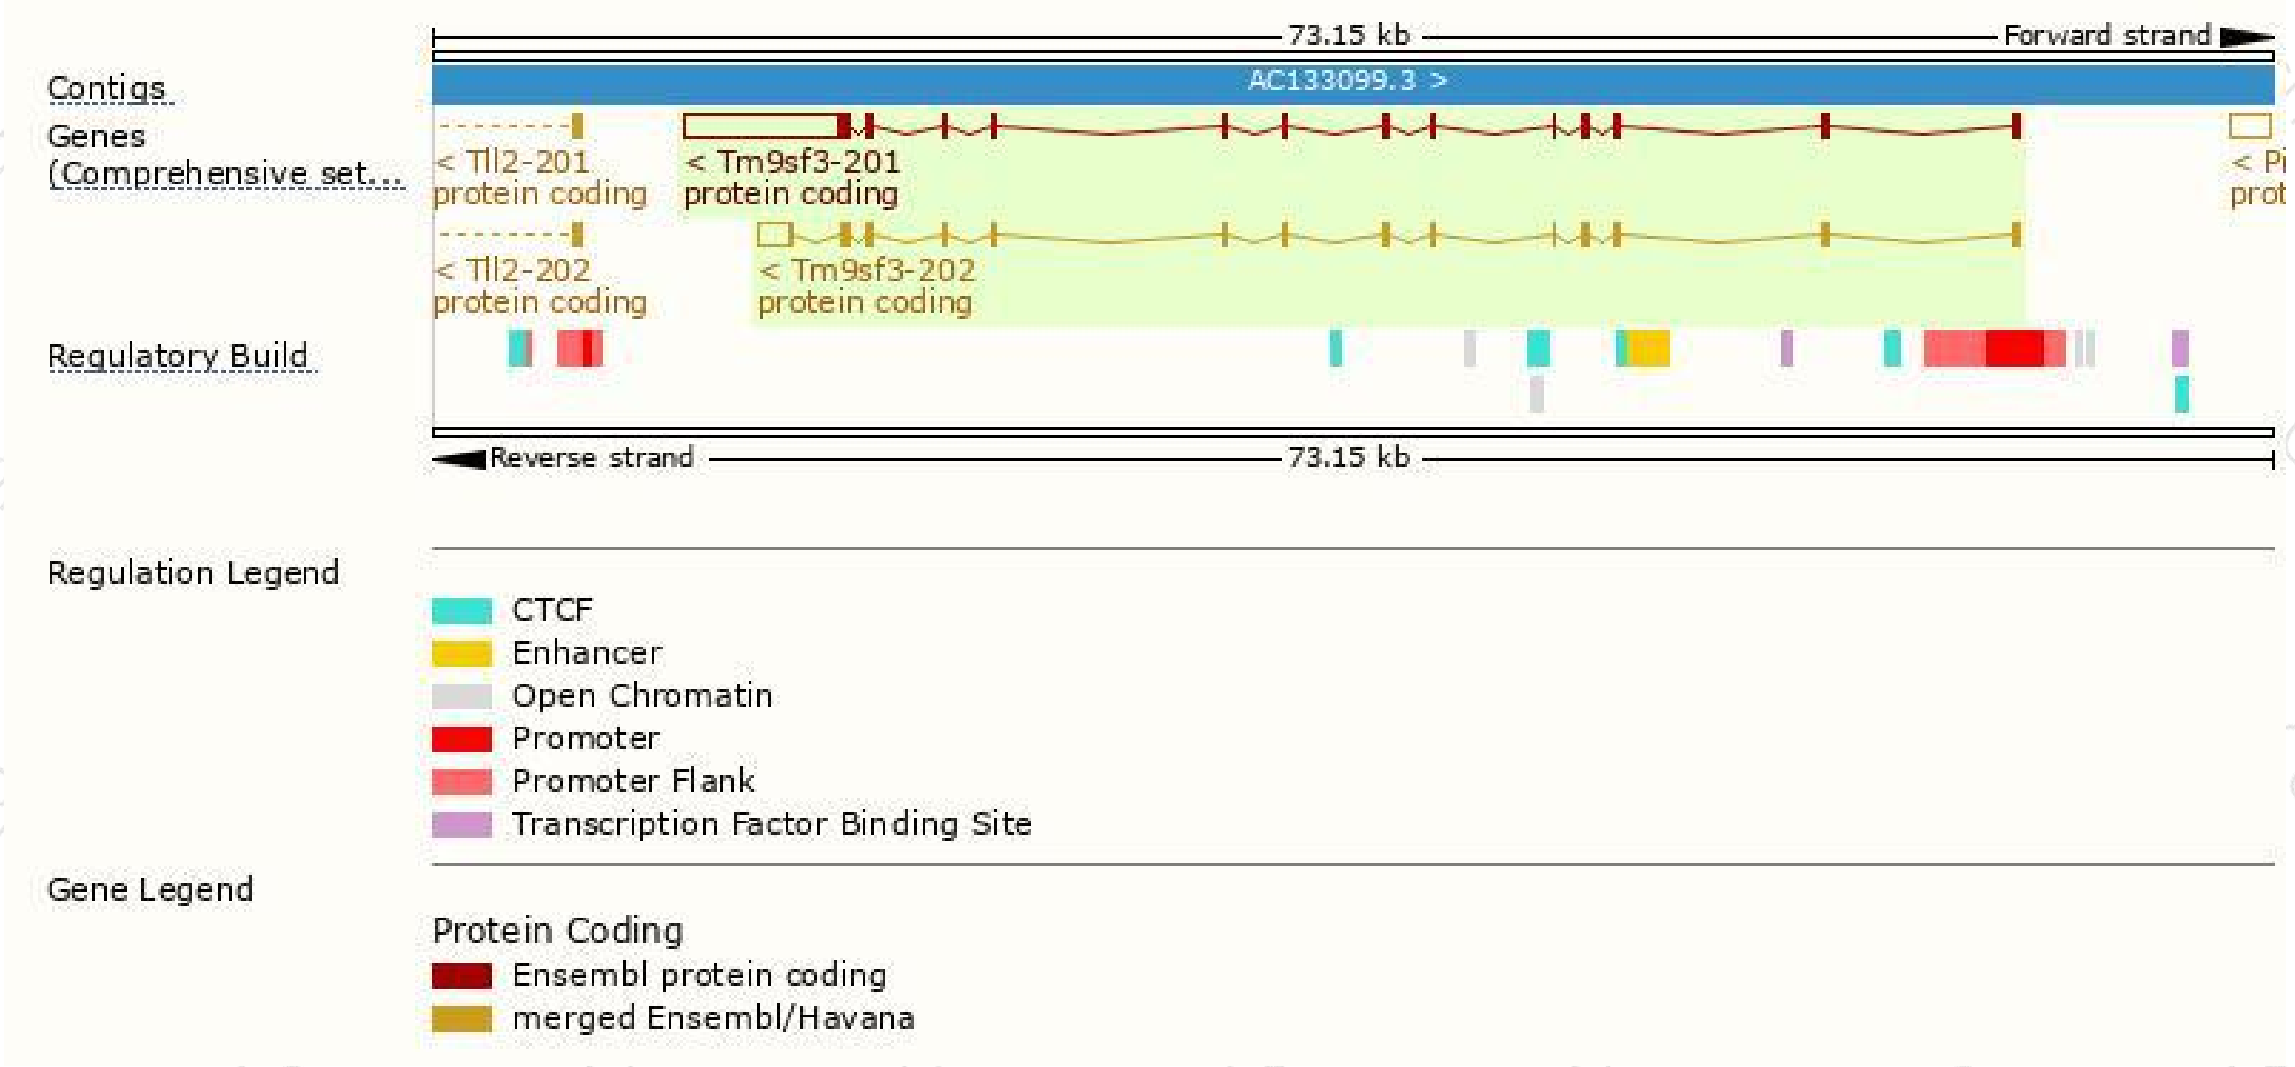 73.15 kb
Forward strand
Contigs
AC133099.3 >
Genes
(Comprehensive set...
< Tll2-201
protein coding
< Tm9sf3-201
protein coding
< Pi
prot
< Tll2-202
protein coding
< Tm9sf3-202
protein coding
Regulatory Build
Reverse strand
73.15 kb
Regulation Legend
CTCF
Enhancer
Open Chromatin
Promoter
Promoter Flank
Transcription Factor Binding Site
Gene Legend
Protein Coding
Ensembl protein coding
merged Ensembl/Havana